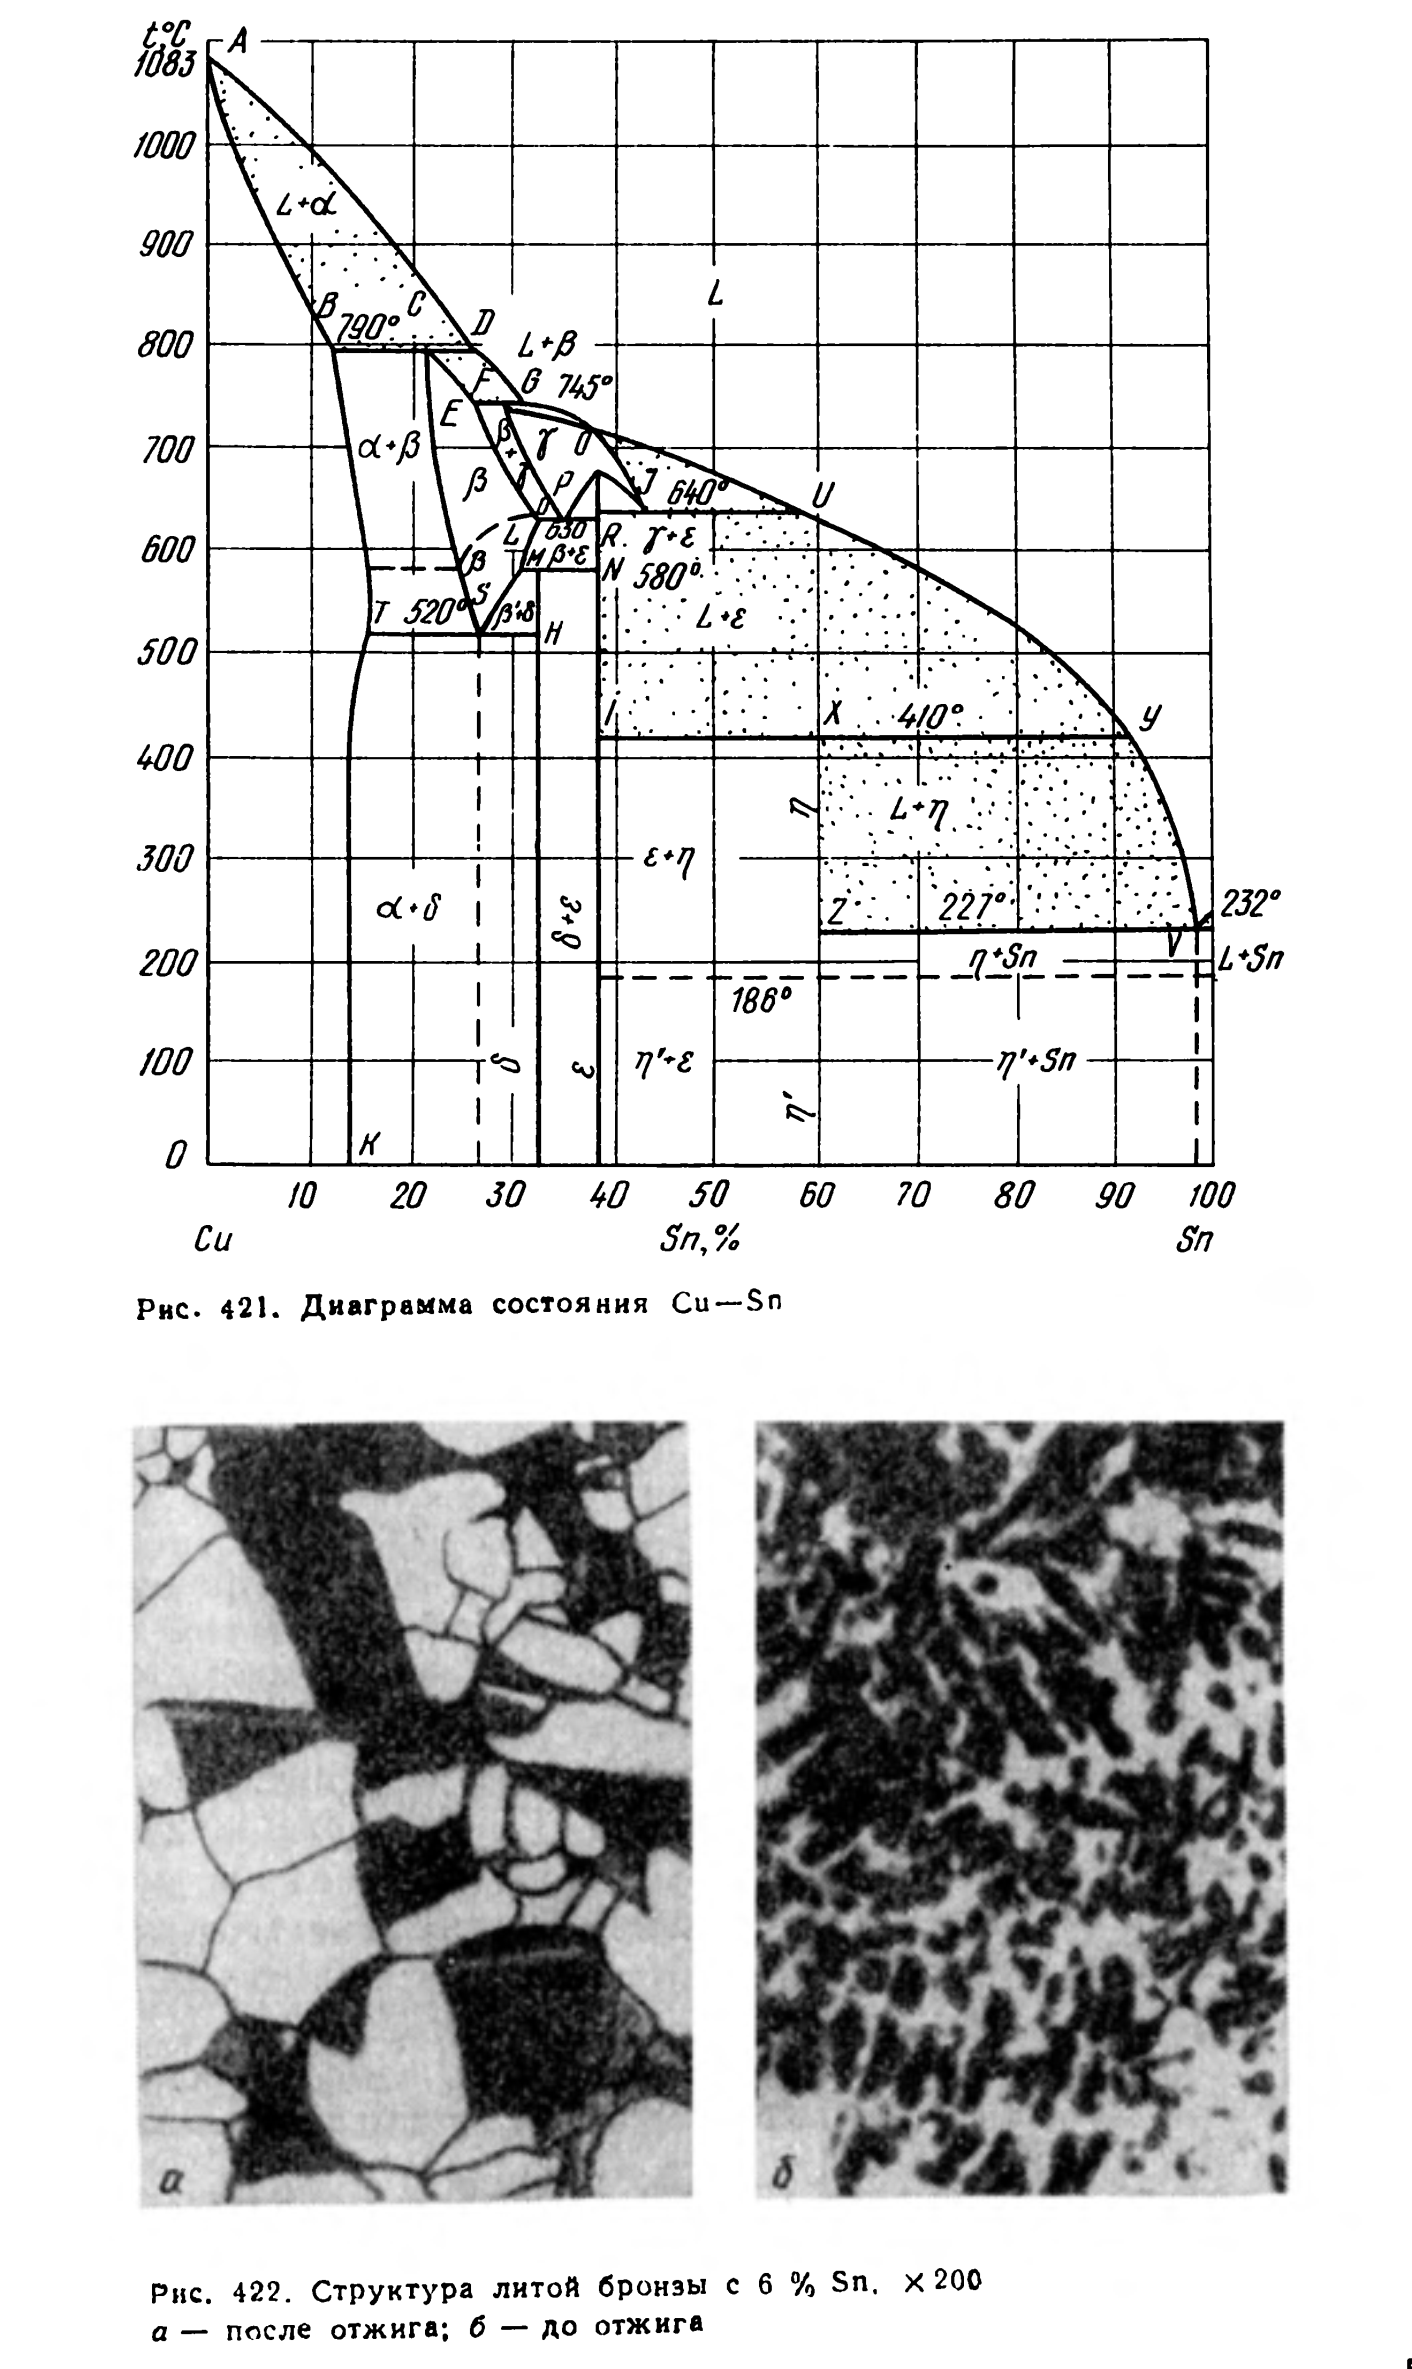 t°C
1083
A
1000
L+α
900
L
B
C
790°
D
800
L+β
F
G
745°
E
α+β
β
+
γ
γ
O
700
β
P
J
640°
U
L
630
R
γ+ε
600
β
M
β+ε
N
580°
T
520°
S
β'+δ
H
L+ε
500
I
X
410°
У
400
η
L+η
300
ε+η
α+δ
δ+ε
Z
227°
232°
200
η+Sn
V
L+Sn
186°
100
δ
ε
η'+ε
η'
η'+Sn
0
K
10 20 30 40 50 60 70 80 90 100
Cu Sn,% Sn
Рис. 421. Диаграмма состояния Cu—Sn
а
б
Рис. 422. Структура литой бронзы с 6 % Sn. ×200
а — после отжига; б — до отжига